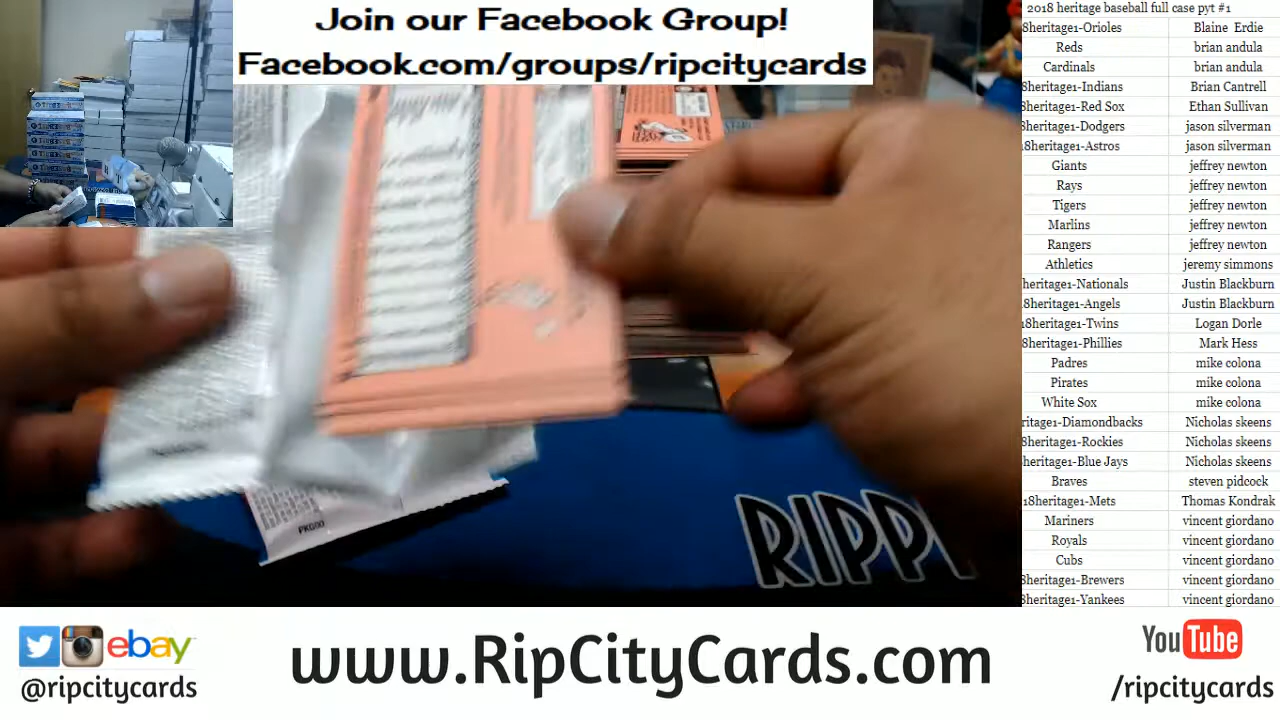 Join our Facebook Group!
Facebook.com/groups/ripcitycards
2018 heritage baseball full case pyt #1
8heritage1-Orioles Blaine Erdie
Reds brian andula
Cardinals brian andula
8heritage1-Indians Brian Cantrell
8heritage1-Red Sox Ethan Sullivan
8heritage1-Dodgers jason silverman
18heritage1-Astros jason silverman
Giants jeffrey newton
Rays jeffrey newton
Tigers jeffrey newton
Marlins jeffrey newton
Rangers jeffrey newton
Athletics jeremy simmons
heritage1-Nationals Justin Blackburn
18heritage1-Angels Justin Blackburn
18heritage1-Twins Logan Dorle
8heritage1-Phillies Mark Hess
Padres mike colona
Pirates mike colona
White Sox mike colona
ritage1-Diamondbacks Nicholas skeens
8heritage1-Rockies Nicholas skeens
heritage1-Blue Jays Nicholas skeens
Braves steven pidcock
18heritage1-Mets Thomas Kondrak
Mariners vincent giordano
Royals vincent giordano
Cubs vincent giordano
8heritage1-Brewers vincent giordano
8heritage1-Yankees vincent giordano
RIPPI
ebay
@ripcitycards
www.RipCityCards.com
YouTube
/ripcitycards